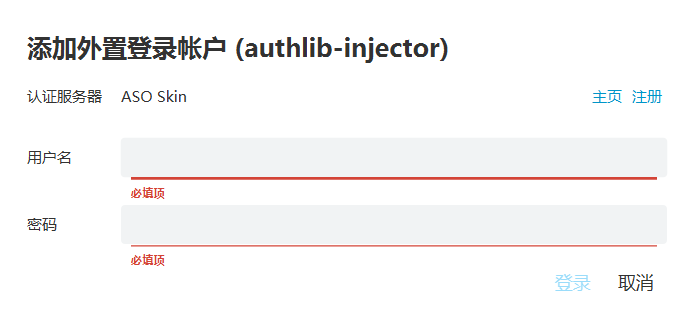 添加外置登录帐户 (authlib-injector)
认证服务器 ASO Skin 主页 注册
用户名
必填项
密码
必填项
登录 取消